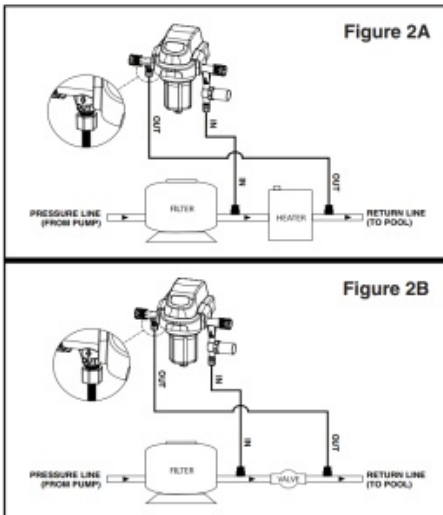 Figure 2A
OUT
IN
IN
OUT
PRESSURE LINE
(FROM PUMP)
FILTER
HEATER
RETURN LINE
(TO POOL)
Figure 2B
OUT
IN
IN
OUT
PRESSURE LINE
(FROM PUMP)
FILTER
VALVE
RETURN LINE
(TO POOL)